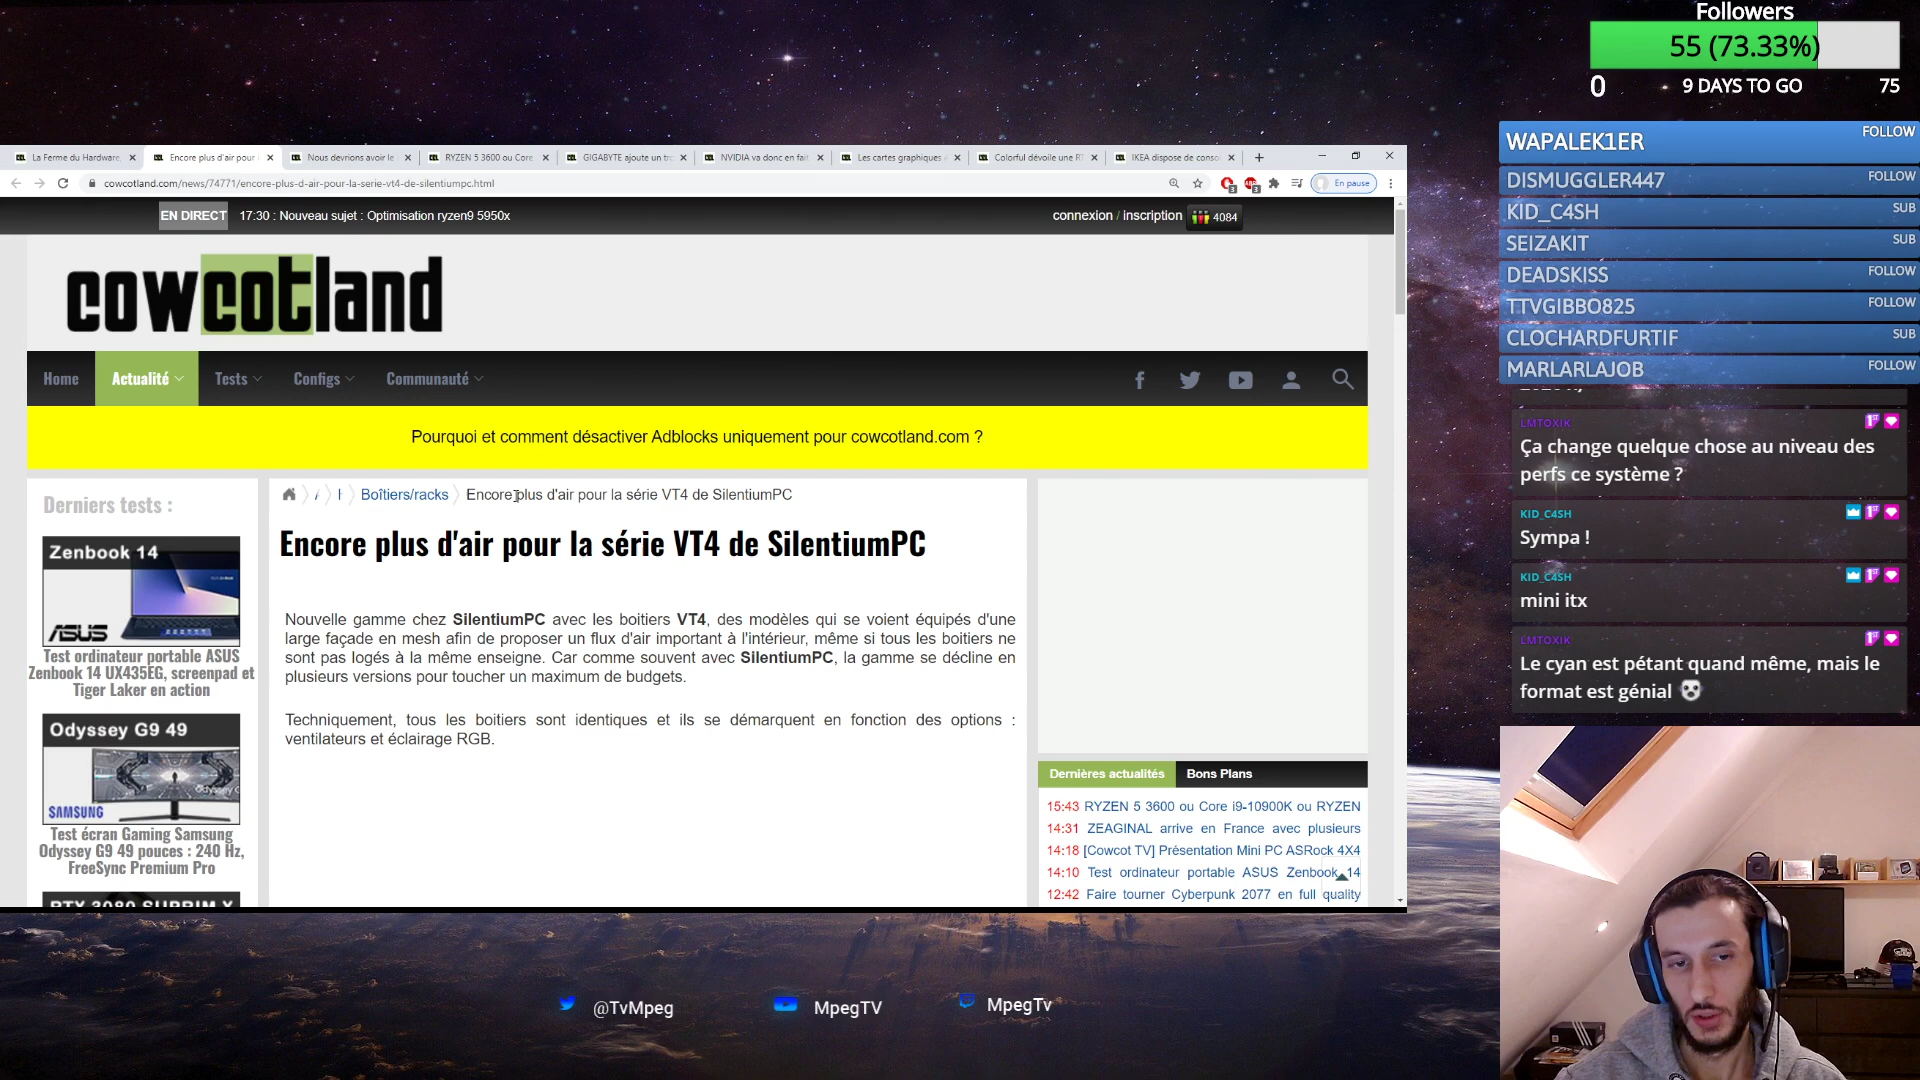 Followers
55 (73.33%)
0
9 DAYS TO GO
75
WAPALEK1ER
FOLLOW
DISMUGGLER447
FOLLOW
KID_C4SH
SUB
SEIZAKIT
SUB
DEADSKISS
FOLLOW
TTVGIBBO825
FOLLOW
CLOCHARDFURTIF
SUB
MARLARLAJOB
FOLLOW
LMTOXIK
Ça change quelque chose au niveau des
perfs ce système ?
KID_C4SH
Sympa !
KID_C4SH
mini itx
LMTOXIK
Le cyan est pétant quand même, mais le
format est génial
La Ferme du Hardware,
Encore plus d'air pour
Nous devrions avoir le
RYZEN 5 3600 ou Core
GIGABYTE ajoute un tro
NVIDIA va donc en fait
Les cartes graphiques
Colorful dévoile une RT
IKEA dispose de conso
cowcotland.com/news/74771/encore-plus-d-air-pour-la-serie-vt4-de-silentiumpc.html
En pause
EN DIRECT
17:30 : Nouveau sujet : Optimisation ryzen9 5950x
connexion / inscription
4084
cowcotland
Home
Actualité
Tests
Configs
Communauté
Pourquoi et comment désactiver Adblocks uniquement pour cowcotland.com ?
Derniers tests :
Zenbook 14
ASUS
Test ordinateur portable ASUS
Zenbook 14 UX435EG, screenpad et
Tiger Laker en action
Odyssey G9 49
SAMSUNG
Test écran Gaming Samsung
Odyssey G9 49 pouces : 240 Hz,
FreeSync Premium Pro
RTX 3080 SUPRIM X
Boîtiers/racks
Encore plus d'air pour la série VT4 de SilentiumPC
Encore plus d'air pour la série VT4 de SilentiumPC
Nouvelle gamme chez SilentiumPC avec les boitiers VT4, des modèles qui se voient équipés d'une
large façade en mesh afin de proposer un flux d'air important à l'intérieur, même si tous les boitiers ne
sont pas logés à la même enseigne. Car comme souvent avec SilentiumPC, la gamme se décline en
plusieurs versions pour toucher un maximum de budgets.
Techniquement, tous les boitiers sont identiques et ils se démarquent en fonction des options :
ventilateurs et éclairage RGB.
Dernières actualités
Bons Plans
15:43 RYZEN 5 3600 ou Core i9-10900K ou RYZEN
14:31 ZEAGINAL arrive en France avec plusieurs
14:18 [Cowcot TV] Présentation Mini PC ASRock 4X4
14:10 Test ordinateur portable ASUS Zenbook 14
12:42 Faire tourner Cyberpunk 2077 en full quality
@TvMpeg
MpegTV
MpegTv